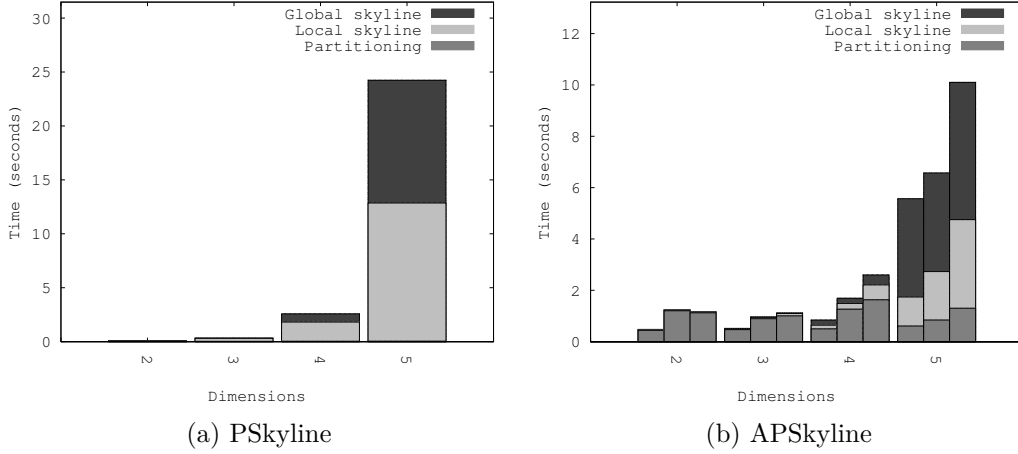 Global skyline
Local skyline
Partitioning
30
25
20
15
10
5
0
Time (seconds)
2
3
4
5
Dimensions
(a) PSkyline
Global skyline
Local skyline
Partitioning
12
10
8
6
4
2
0
Time (seconds)
2
3
4
5
Dimensions
(b) APSkyline